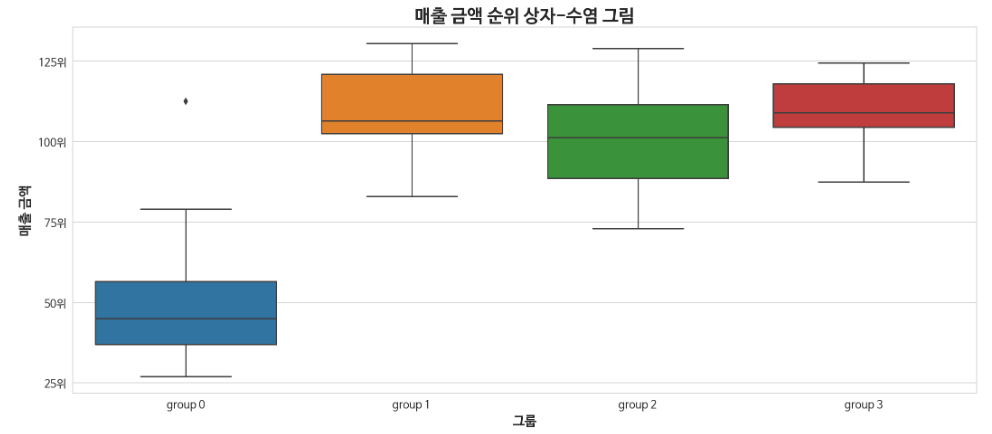 매출 금액 순위 상자-수염 그림
매출 금액
125위
100위
75위
50위
25위
group 0
group 1
group 2
group 3
그룹